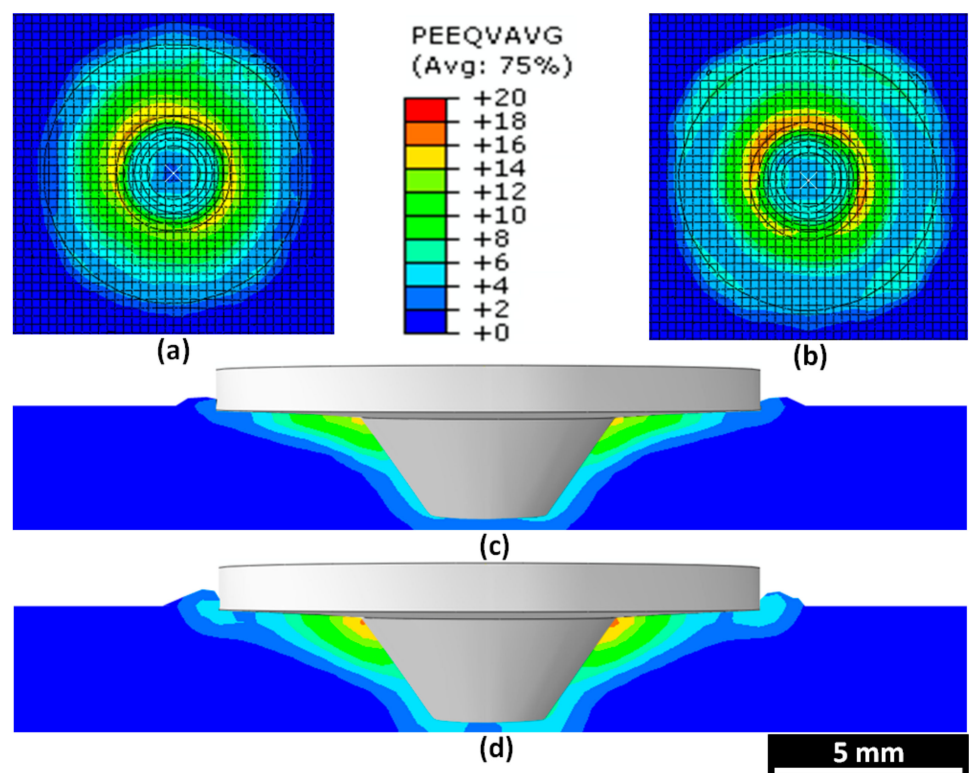 PEEQVAVG
(Avg: 75%)
+20
+18
+16
+14
+12
+10
+8
+6
+4
+2
+0
(a)
(b)
(c)
(d)
5 mm